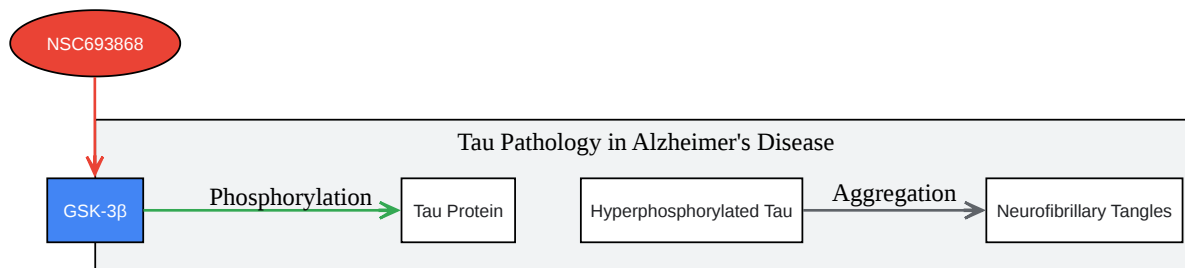 NSC693868
Tau Pathology in Alzheimer's Disease
GSK-3β
Phosphorylation
Tau Protein
Hyperphosphorylated Tau
Aggregation
Neurofibrillary Tangles